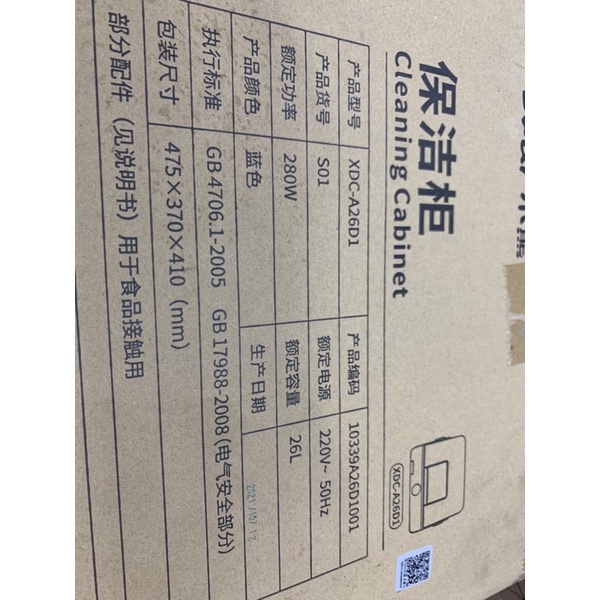 保洁柜
Cleaning Cabinet
XDC-A26D1
产品型号 XDC-A26D1 产品编码 10339A26D1001
产品货号 S01 额定电源 220V~ 50Hz
额定功率 280W 额定容量 26L
产品颜色 蓝色 生产日期 2021/10/12
执行标准 GB 4706.1-2005 GB 17988-2008(电气安全部分)
包装尺寸 475×370×410（mm）
部分配件（见说明书）用于食品接触用